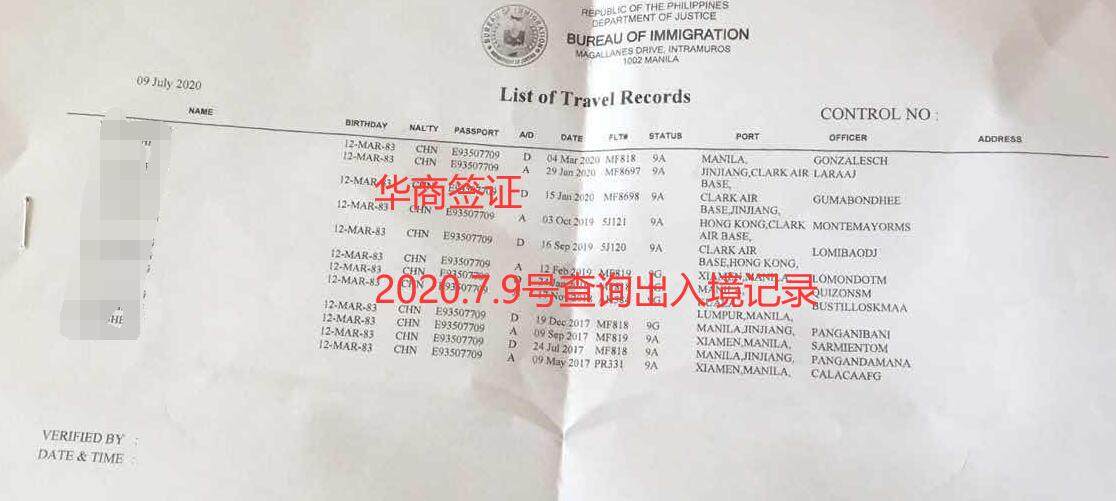 REPUBLIC OF THE PHILIPPINES
DEPARTMENT OF JUSTICE
BUREAU OF IMMIGRATION
MAGALLANES DRIVE, INTRAMUROS
1002 MANILA
09 July 2020
List of Travel Records
CONTROL NO :
NAME BIRTHDAY NAL'TY PASSPORT A/D DATE FLT# STATUS PORT OFFICER ADDRESS
12-MAR-83 CHN E93507709 D 04 Mar 2020 MF818 9A MANILA, GONZALESCH
12-MAR-83 CHN E93507709 A 29 Jan 2020 MF8697 9A JINJIANG,CLARK AIR LARAAJ
BASE,
12-MAR-83 D 15 Jan 2020 MF8698 9A CLARK AIR GUMABONDHEE
BASE,JINJIANG,
华商签证
12-MAR-83 CHN E93507709 A 03 Oct 2019 5J121 9A HONG KONG,CLARK MONTEMAYORMS
AIR BASE,
12-MAR-83 CHN E93507709 D 16 Sep 2019 5J120 9A CLARK AIR LOMIBAODJ
BASE,HONG KONG,
12-MAR-83 CHN E93507709 A 12 Feb 2019 MF819 9G XIAMEN,MANILA, LOMONDOTM
12-MAR-83 CHN MANILA, QUIZONSM
2020.7.9号查询出入境记录
12-MAR-83 CHN 9G BUSTILLOSKMAA
LUMPUR,MANILA,
12-MAR-83 CHN E93507709 D 19 Dec 2017 MF818 9G MANILA,JINJIANG, PANGANIBANI
12-MAR-83 CHN E93507709 A 09 Sep 2017 MF819 9A XIAMEN,MANILA, SARMIENTOM
12-MAR-83 CHN E93507709 D 24 Jul 2017 MF818 9A MANILA,JINJIANG, PANGANDAMANA
12-MAR-83 CHN E93507709 A 09 May 2017 PR331 9A XIAMEN,MANILA, CALACAAFG
VERIFIED BY :
DATE & TIME :